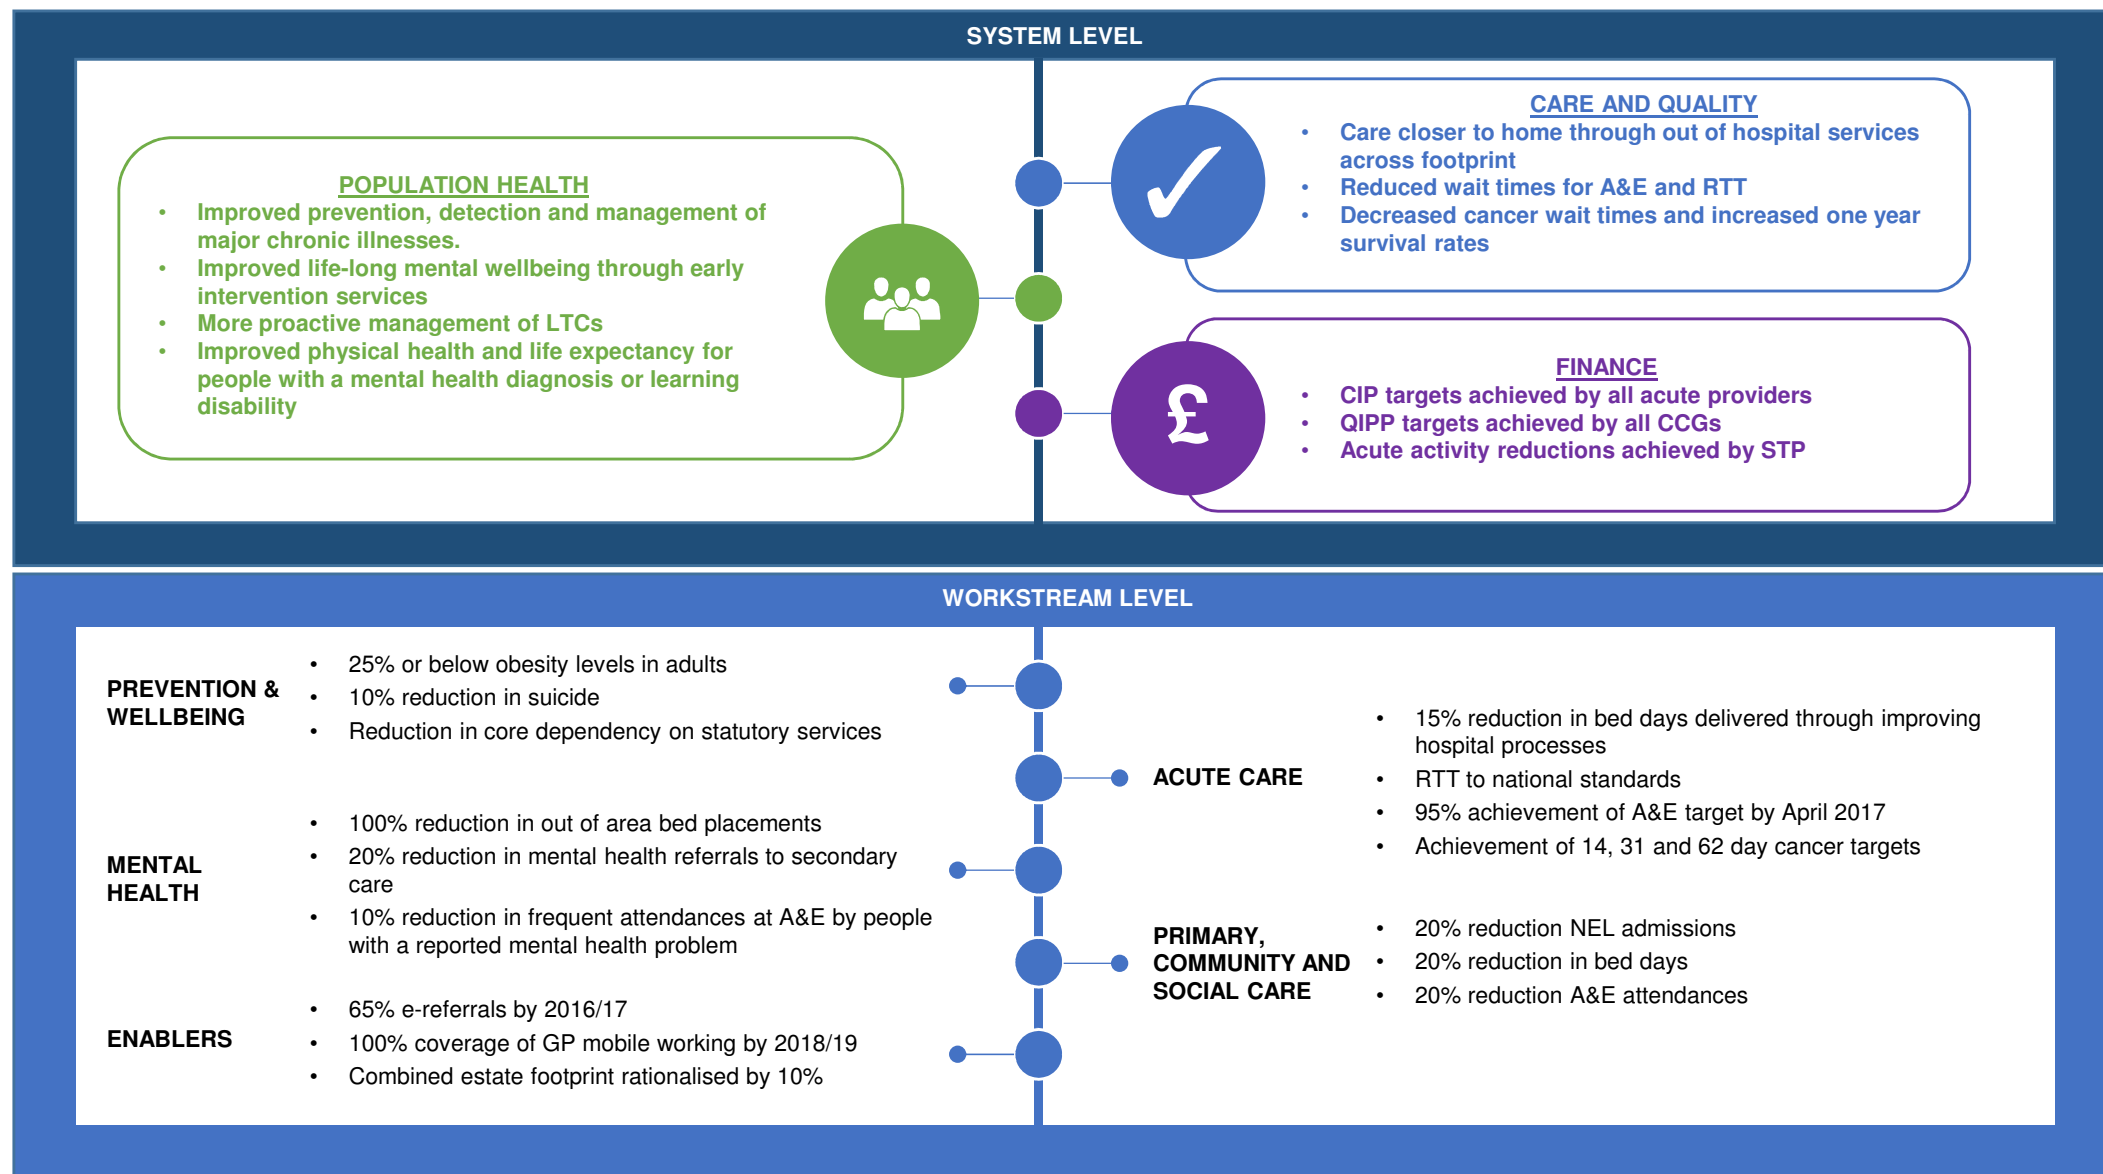 SYSTEM LEVEL
POPULATION HEALTH
• Improved prevention, detection and management of
major chronic illnesses.
• Improved life-long mental wellbeing through early
intervention services
• More proactive management of LTCs
• Improved physical health and life expectancy for
people with a mental health diagnosis or learning
disability
CARE AND QUALITY
• Care closer to home through out of hospital services
across footprint
• Reduced wait times for A&E and RTT
• Decreased cancer wait times and increased one year
survival rates
£
FINANCE
• CIP targets achieved by all acute providers
• QIPP targets achieved by all CCGs
• Acute activity reductions achieved by STP
WORKSTREAM LEVEL
PREVENTION &
WELLBEING
• 25% or below obesity levels in adults
• 10% reduction in suicide
• Reduction in core dependency on statutory services
MENTAL
HEALTH
• 100% reduction in out of area bed placements
• 20% reduction in mental health referrals to secondary
care
• 10% reduction in frequent attendances at A&E by people
with a reported mental health problem
ENABLERS
• 65% e-referrals by 2016/17
• 100% coverage of GP mobile working by 2018/19
• Combined estate footprint rationalised by 10%
ACUTE CARE
• 15% reduction in bed days delivered through improving
hospital processes
• RTT to national standards
• 95% achievement of A&E target by April 2017
• Achievement of 14, 31 and 62 day cancer targets
PRIMARY,
COMMUNITY AND
SOCIAL CARE
• 20% reduction NEL admissions
• 20% reduction in bed days
• 20% reduction A&E attendances